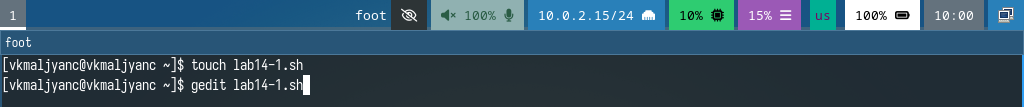 1 foot 100% 10.0.2.15/24 10% 15% us 100% 10:00
foot
[vkmaljyanc@vkmaljyanc ~]$ touch lab14-1.sh
[vkmaljyanc@vkmaljyanc ~]$ gedit lab14-1.sh